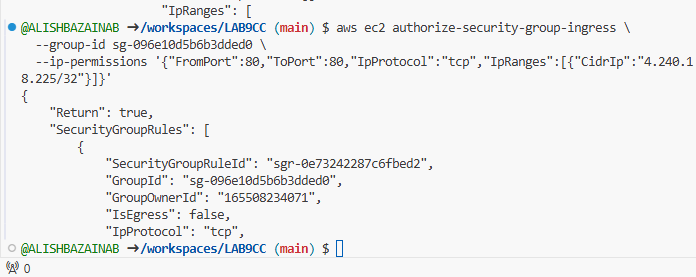 "IpRanges": [
@ALISHBAZAINAB ➜/workspaces/LAB9CC (main) $ aws ec2 authorize-security-group-ingress \
--group-id sg-096e10d5b6b3dded0 \
--ip-permissions '{"FromPort":80,"ToPort":80,"IpProtocol":"tcp","IpRanges":[{"CidrIp":"4.240.1
8.225/32"}]}'
{
"Return": true,
"SecurityGroupRules": [
{
"SecurityGroupRuleId": "sgr-0e73242287c6fbed2",
"GroupId": "sg-096e10d5b6b3dded0",
"GroupOwnerId": "165508234071",
"IsEgress": false,
"IpProtocol": "tcp",
@ALISHBAZAINAB ➜/workspaces/LAB9CC (main) $
0